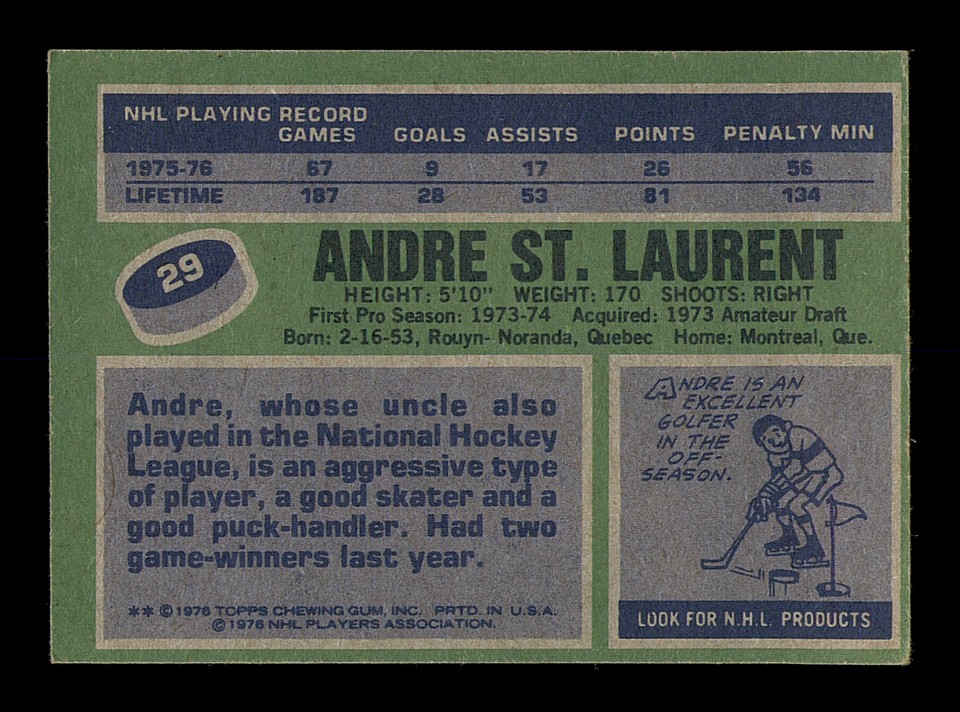 NHL PLAYING RECORD
GAMES GOALS ASSISTS POINTS PENALTY MIN
1975-76 67 9 17 26 56
LIFETIME 187 28 53 81 134
29
ANDRE ST. LAURENT
HEIGHT: 5'10" WEIGHT: 170 SHOOTS: RIGHT
First Pro Season: 1973-74 Acquired: 1973 Amateur Draft
Born: 2-16-53, Rouyn- Noranda, Quebec Home: Montreal, Que.
Andre, whose uncle also
played in the National Hockey
League, is an aggressive type
of player, a good skater and a
good puck-handler. Had two
game-winners last year.
** © 1976 TOPPS CHEWING GUM, INC. PRTD. IN U.S.A.
© 1976 NHL PLAYERS ASSOCIATION.
ANDRE IS AN
EXCELLENT
GOLFER
IN THE
OFF-
SEASON.
LOOK FOR N.H.L. PRODUCTS